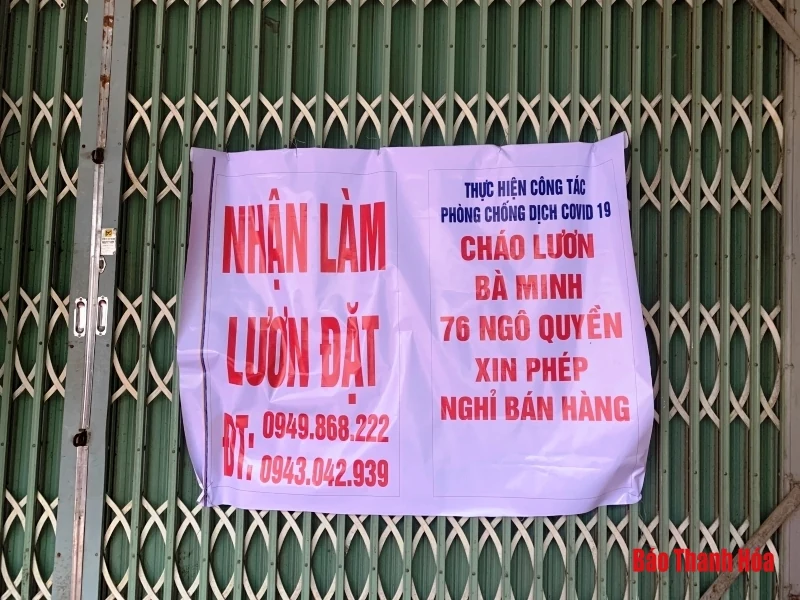 NHẬN LÀM
LƯƠN ĐẶT
ĐT: 0949.868.222
0943.042.939
THỰC HIỆN CÔNG TÁC
PHÒNG CHỐNG DỊCH COVID 19
CHÁO LƯƠN
BÀ MINH
76 NGÔ QUYỀN
XIN PHÉP
NGHỈ BÁN HÀNG
Báo Thanh Hóa